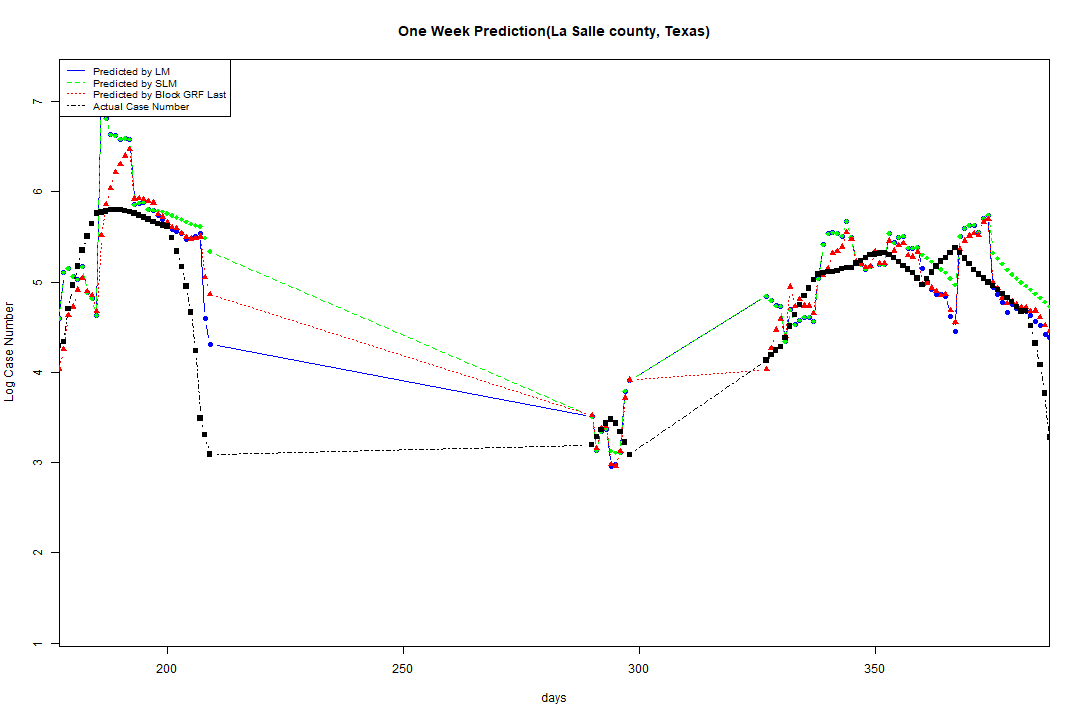 One Week Prediction(La Salle county, Texas)
Predicted by LM
Predicted by SLM
Predicted by Block GRF Last
Actual Case Number
7
6
5
4
3
2
1
Log Case Number
200 250 300 350
days